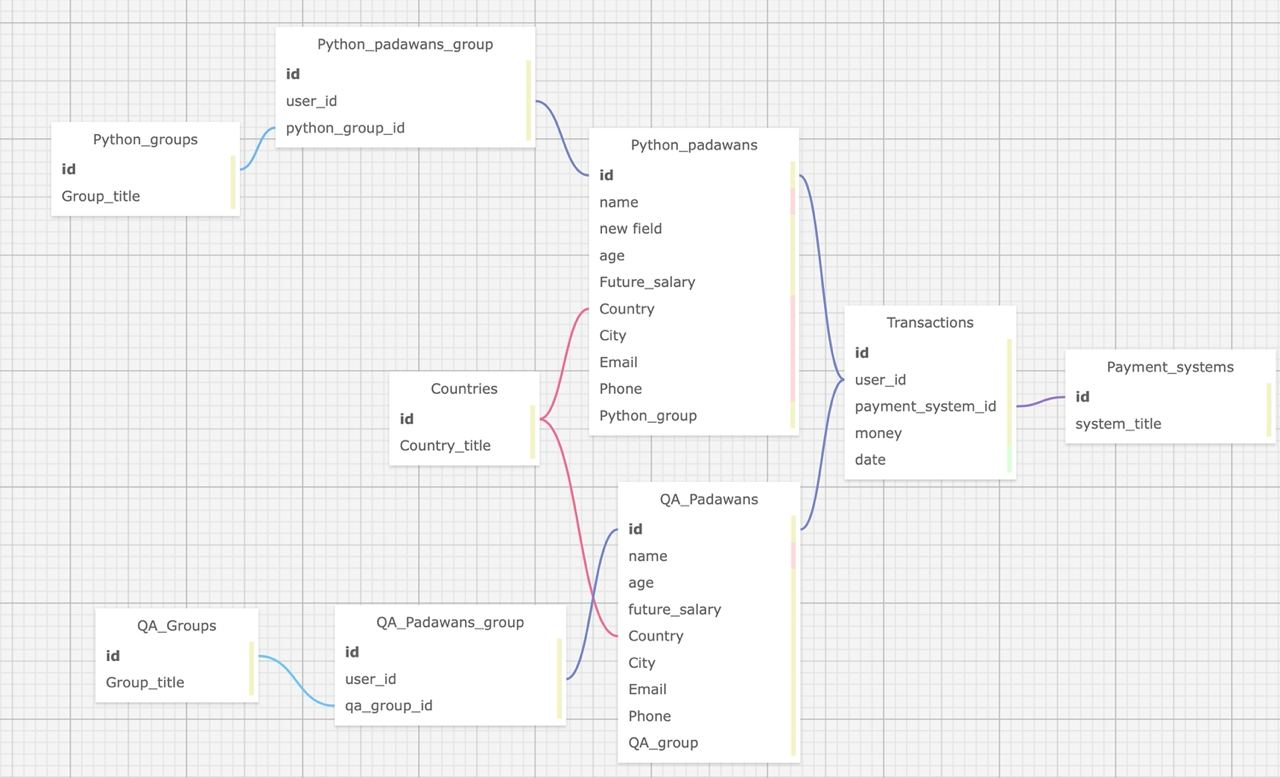 Python_padawans_group
id
user_id
python_group_id
Python_groups
id
Group_title
Python_padawans
id
name
new field
age
Future_salary
Country
City
Email
Phone
Python_group
Transactions
id
user_id
payment_system_id
money
date
Payment_systems
id
system_title
Countries
id
Country_title
QA_Padawans
id
name
age
future_salary
Country
City
Email
Phone
QA_group
QA_Groups
id
Group_title
QA_Padawans_group
id
user_id
qa_group_id